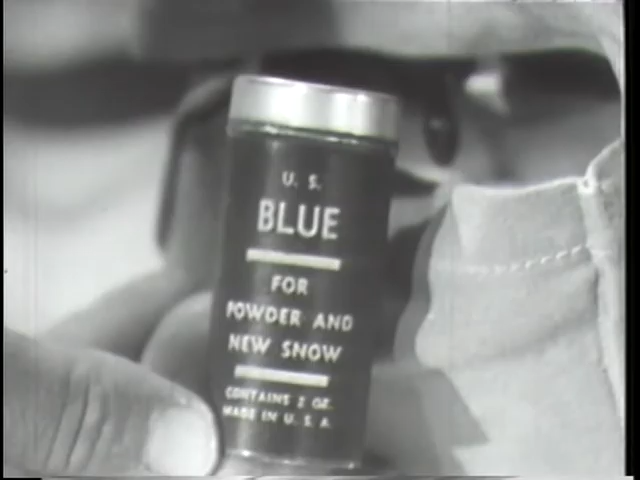 U. S.
BLUE
FOR
POWDER AND
NEW SNOW
CONTAINS 2 OZ.
MADE IN U. S. A.